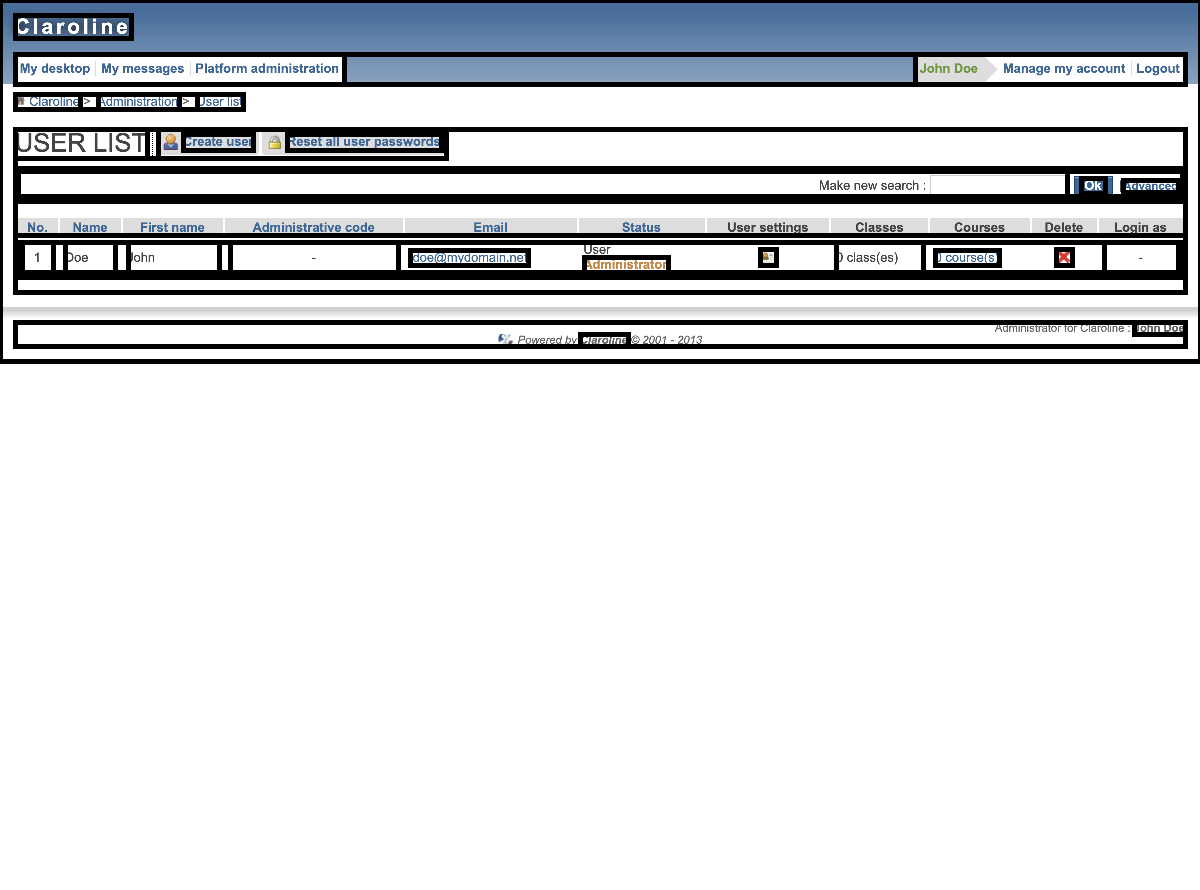 Claroline
My desktop My messages Platform administration John Doe Manage my account Logout
Claroline > Administration > User list
USER LIST Create user Reset all user passwords
Make new search : Ok Advanced
No. Name First name Administrative code Email Status User settings Classes Courses Delete Login as
1 Doe John - doe@mydomain.net User 0 class(es) 0 course(s) -
Administrator
Administrator for Claroline : John Doe
Powered by Claroline © 2001 - 2013